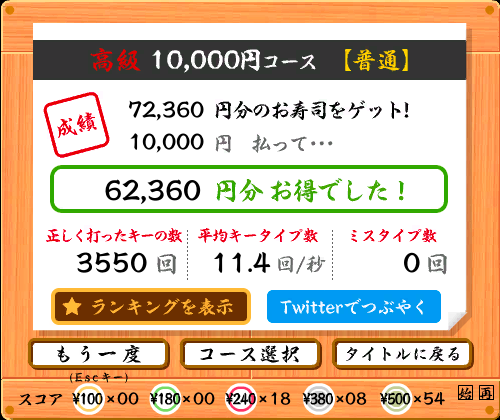 高級 10,000円コース 【普通】
成績
72,360 円分のお寿司をゲット!
10,000 円 払って・・・
62,360 円分 お得でした!
正しく打ったキーの数 平均キータイプ数 ミスタイプ数
3550 回 11.4 回/秒 0 回
★ ランキングを表示 Twitterでつぶやく
もう一度 コース選択 タイトルに戻る
(Escキー)
スコア ¥100×00 ¥180×00 ¥240×18 ¥380×08 ¥500×54 始 再